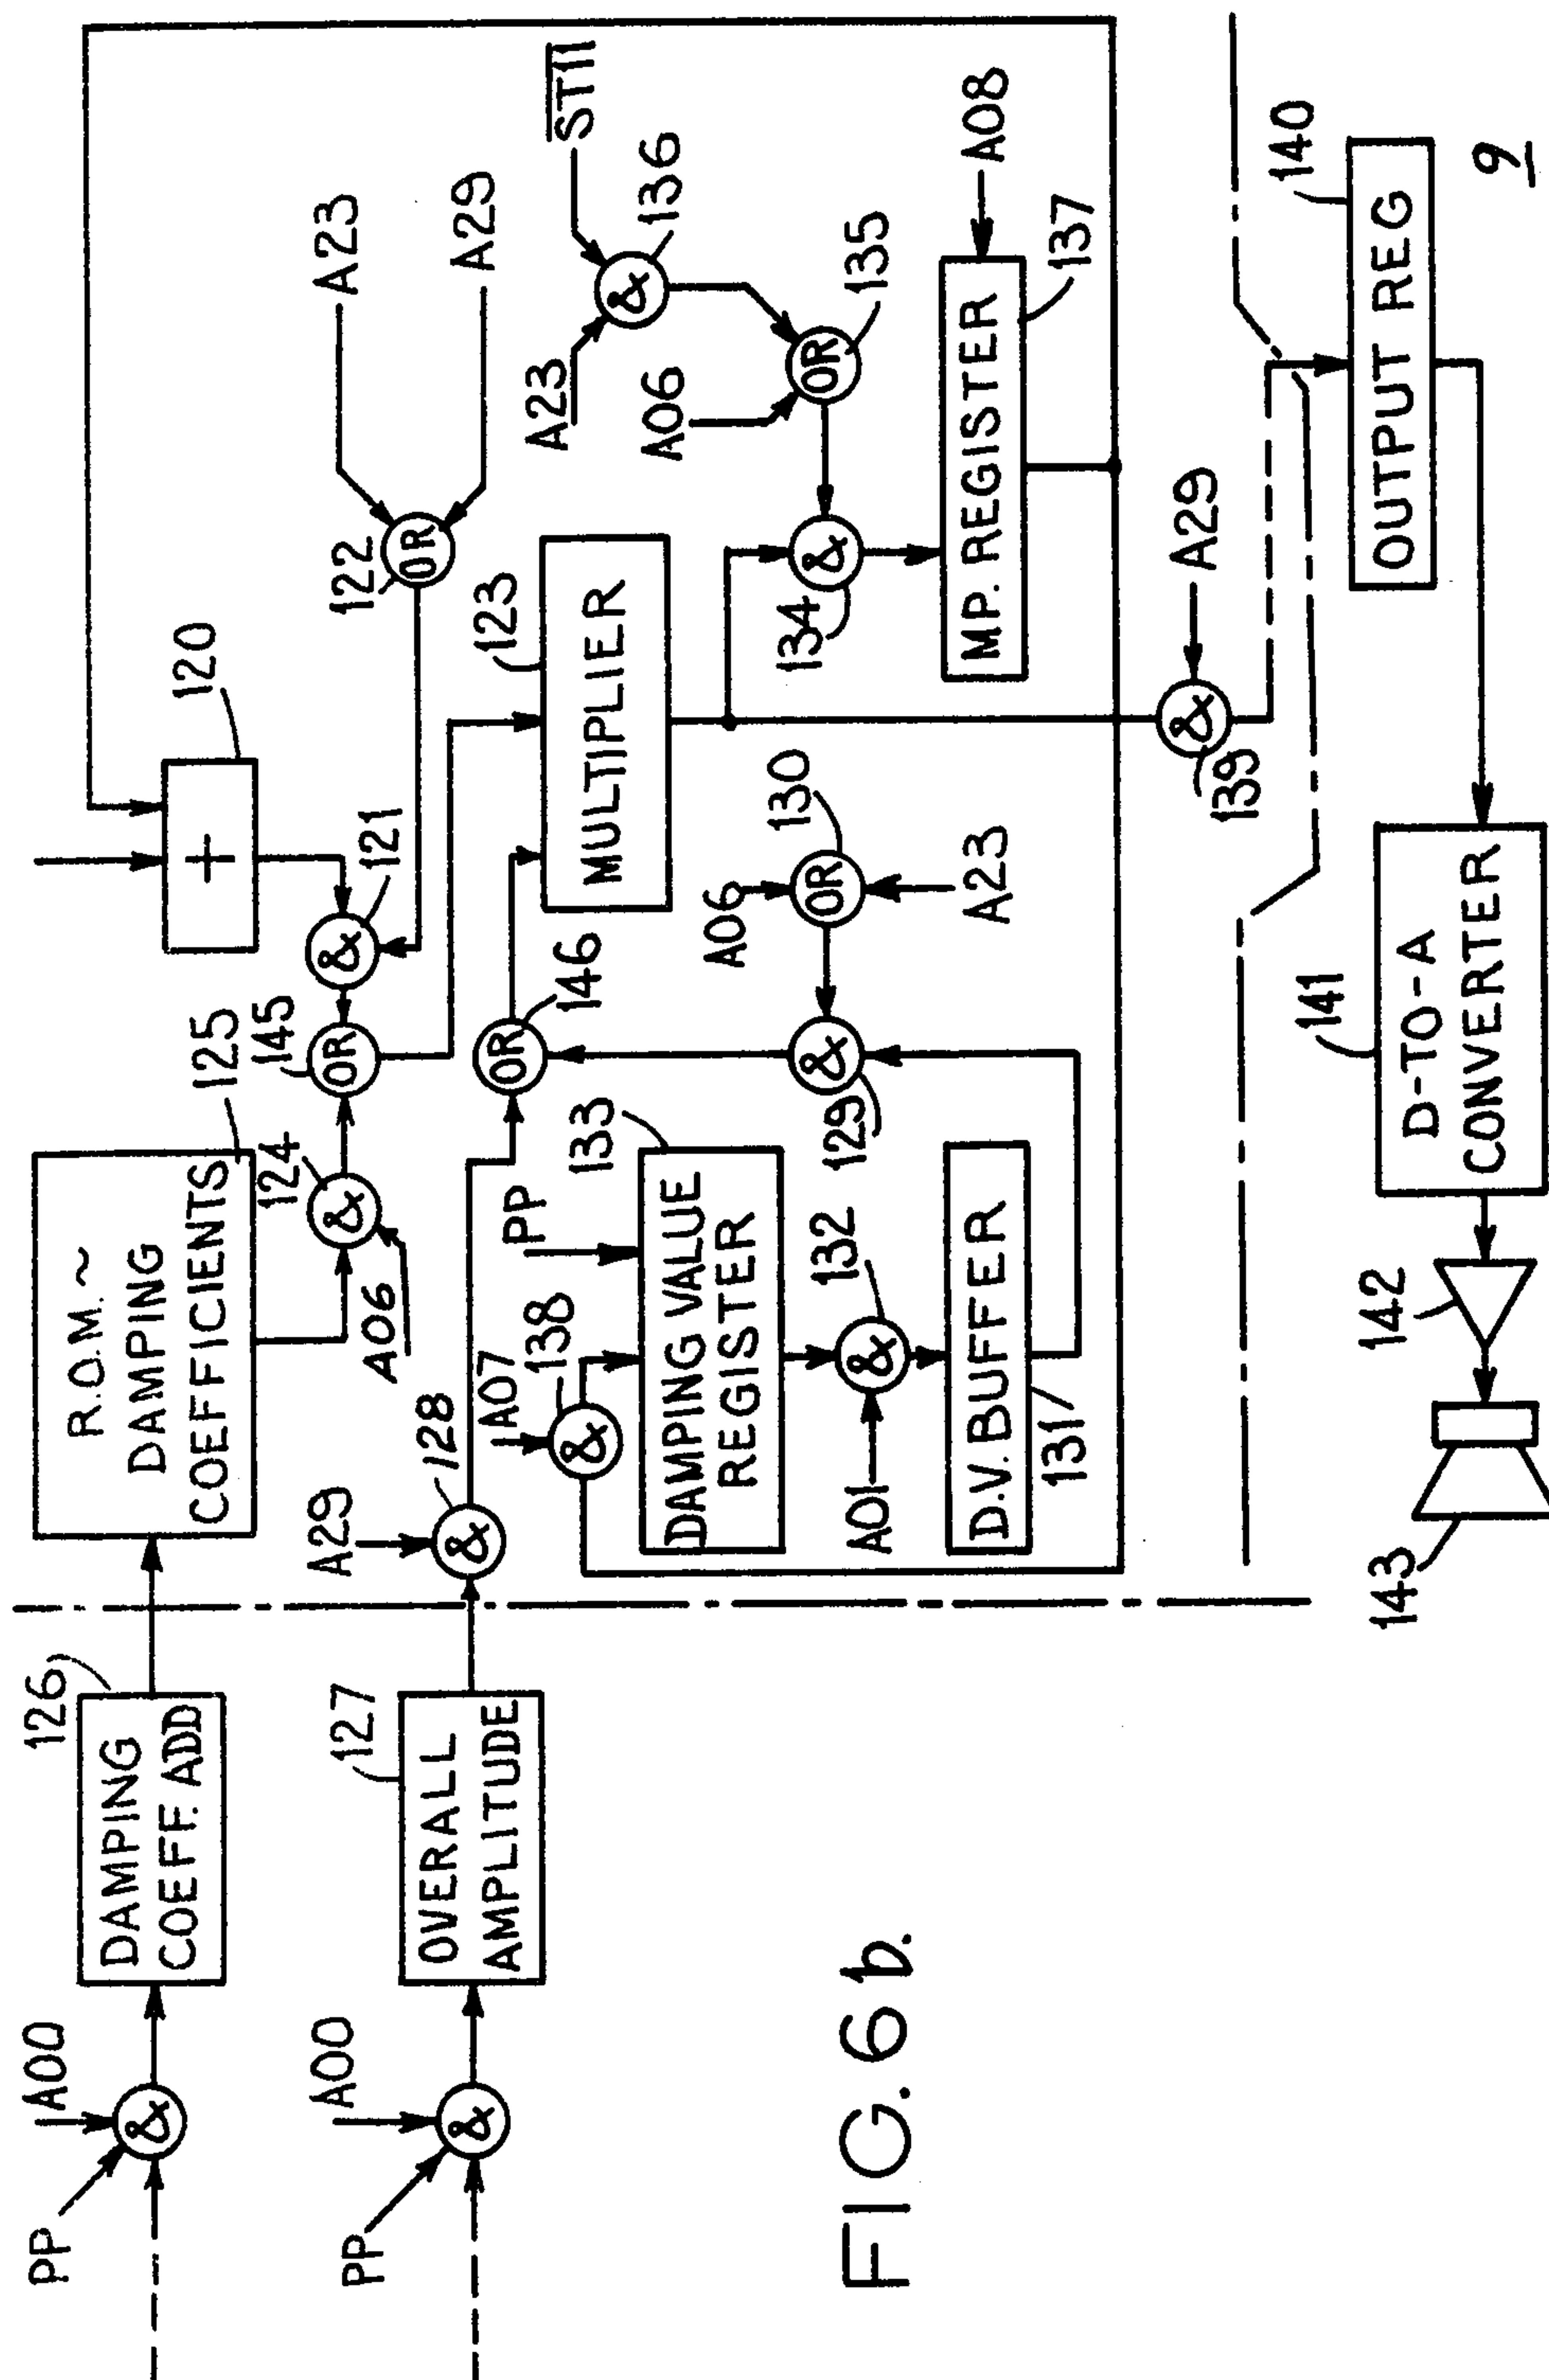 PP
A00
&
DAMPING
COEFF. ADD
126
R.O.M.~
DAMPING
COEFFICIENTS
125
124
&
A06
145
OR
121
&
+
120
122
OR
A23
A29
PP
A00
&
OVERALL
AMPLITUDE
127
A29
&
128
146
OR
MULTIPLIER
123
A23
&
136
ST11
A07
138
&
PP
133
DAMPING VALUE
REGISTER
A01
&
132
D.V. BUFFER
131
129
&
A06
OR
130
A23
134
&
A06
OR
135
MP. REGISTER
137
A08
139
&
A29
143
142
141
D-TO-A
CONVERTER
OUTPUT REG
140
9
FIG. 6b.